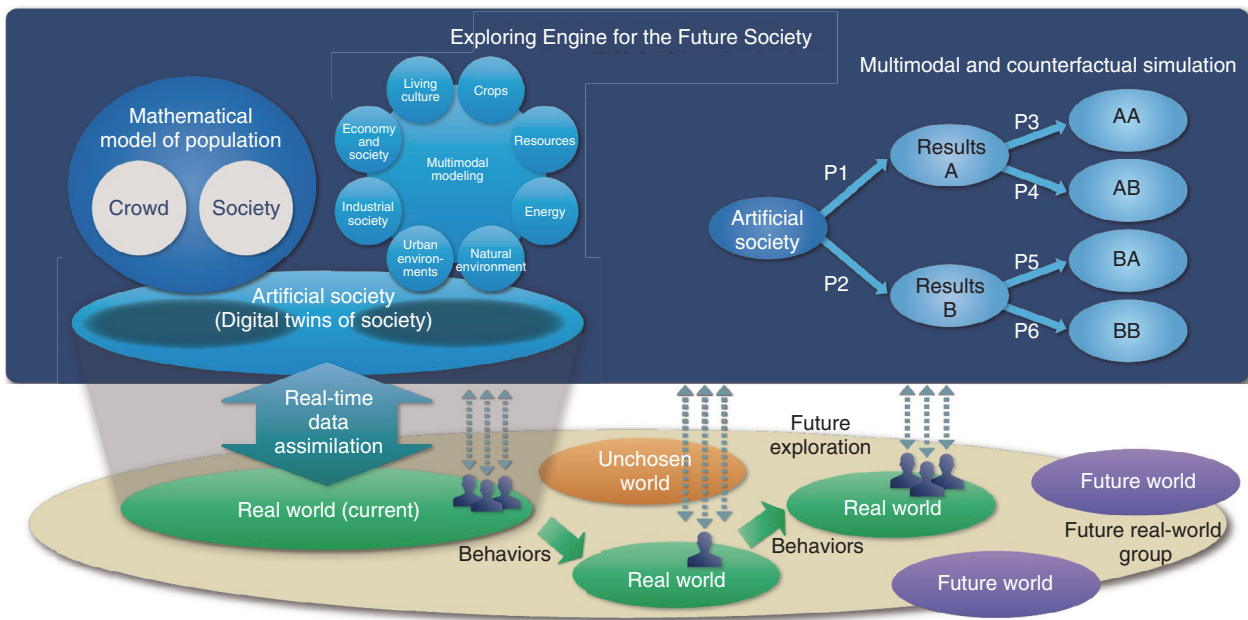 Exploring Engine for the Future Society
Mathematical
model of population
Crowd
Society
Living
culture
Crops
Economy
and
society
Resources
Multimodal
modeling
Industrial
society
Energy
Urban
environ-
ments
Natural
environment
Artificial society
(Digital twins of society)
Multimodal and counterfactual simulation
Artificial
society
P1
P2
Results
A
Results
B
P3
P4
P5
P6
AA
AB
BA
BB
Real-time
data
assimilation
Real world (current)
Behaviors
Unchosen
world
Real world
Behaviors
Future
exploration
Real world
Future world
Future real-world
group
Future world